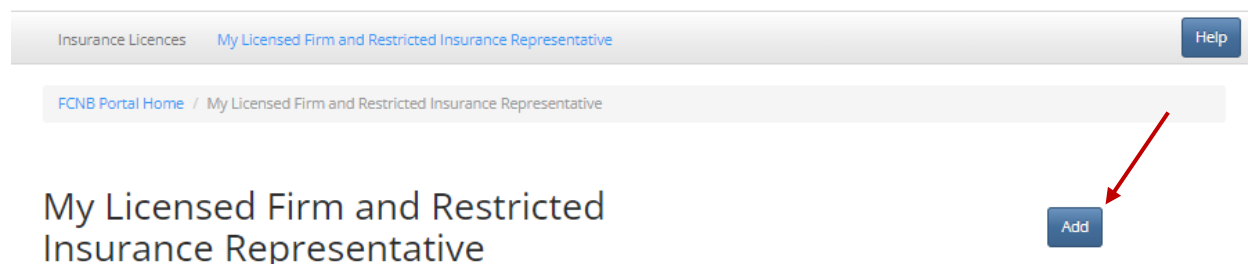 Insurance Licences My Licensed Firm and Restricted Insurance Representative Help
FCNB Portal Home / My Licensed Firm and Restricted Insurance Representative
My Licensed Firm and Restricted
Insurance Representative
Add